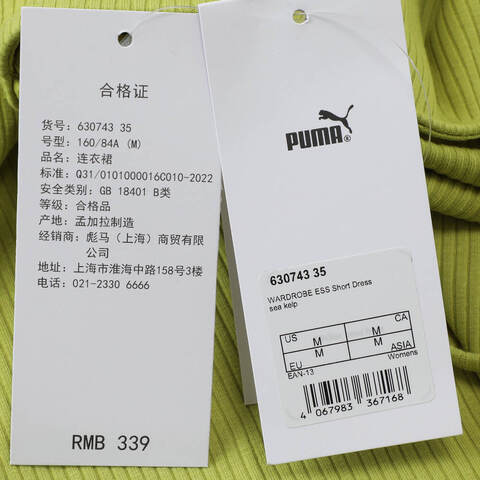 合格证
货号: 630743 35
号型: 160/84A (M)
品名: 连衣裙
标准: Q31/0101000016C010-2022
安全类别: GB 18401 B类
等级: 合格品
产地: 孟加拉制造
经销商: 彪马(上海)商贸有限
公司
地址: 上海市淮海中路158号3楼
电话: 021-2330 6666
RMB 339
PUMA®
630743 35
WARDROBE ESS Short Dress
sea kelp
US M M CA
EU M M ASIA
EAN-13 Womens
4 067983 367168